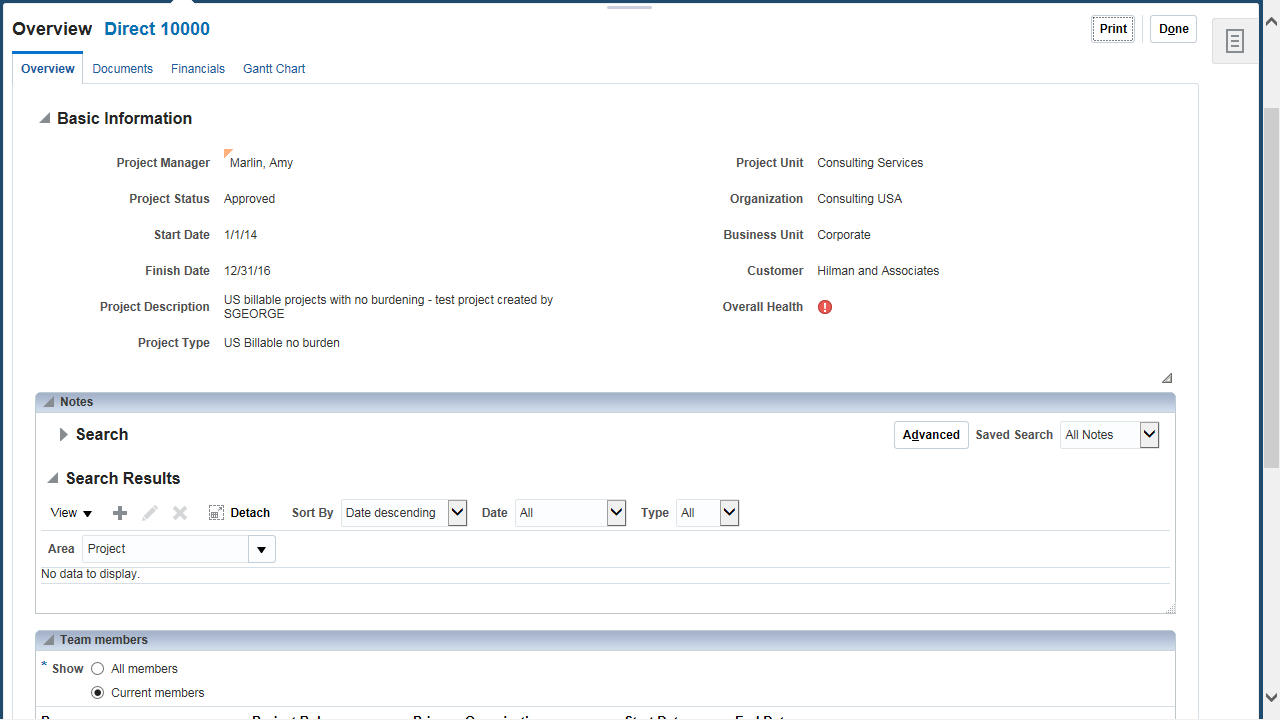 Overview Direct 10000
Print Done
Overview Documents Financials Gantt Chart
Basic Information
Project Manager Marlin, Amy
Project Status Approved
Start Date 1/1/14
Finish Date 12/31/16
Project Description US billable projects with no burdening - test project created by
SGEORGE
Project Type US Billable no burden
Project Unit Consulting Services
Organization Consulting USA
Business Unit Corporate
Customer Hilman and Associates
Overall Health
Notes
Search Advanced Saved Search All Notes
Search Results
View Detach Sort By Date descending Date All Type All
Area Project
No data to display.
Team members
* Show All members
Current members